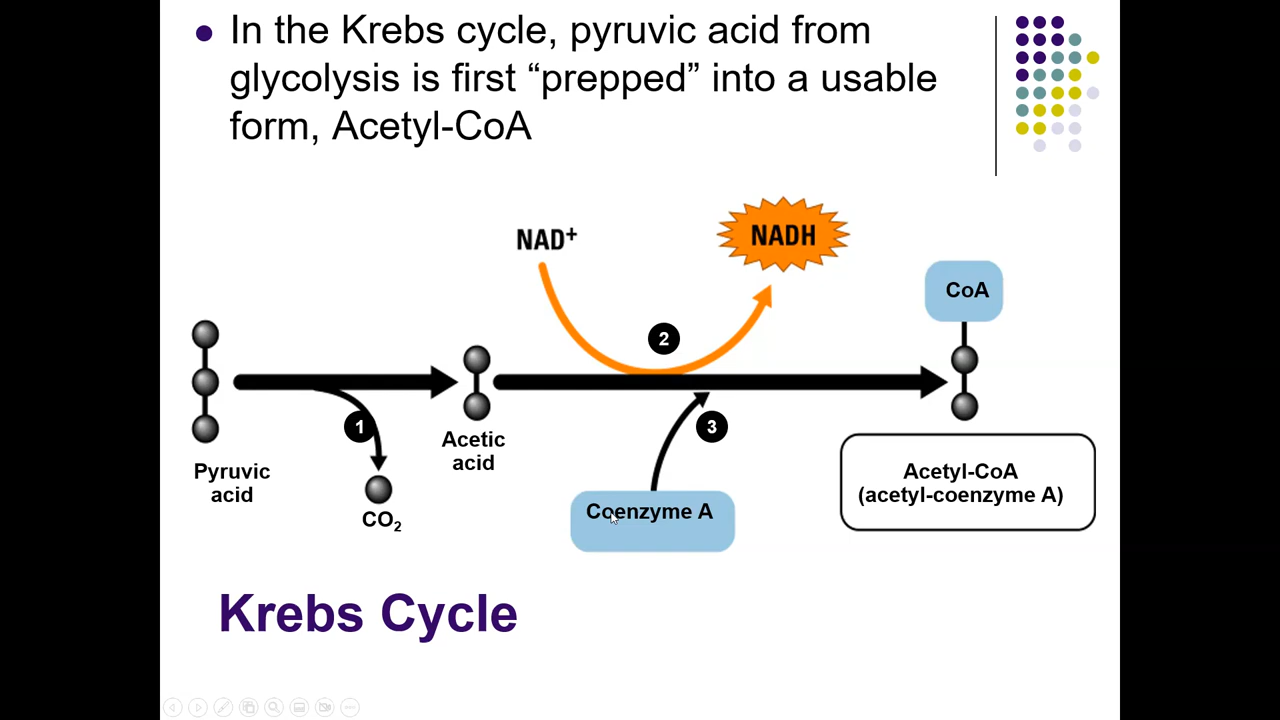 In the Krebs cycle, pyruvic acid from
glycolysis is first “prepped” into a usable
form, Acetyl-CoA
NAD⁺
NADH
CoA
2
1
3
Pyruvic
acid
Acetic
acid
CO₂
Coenzyme A
Acetyl-CoA
(acetyl-coenzyme A)
Krebs Cycle